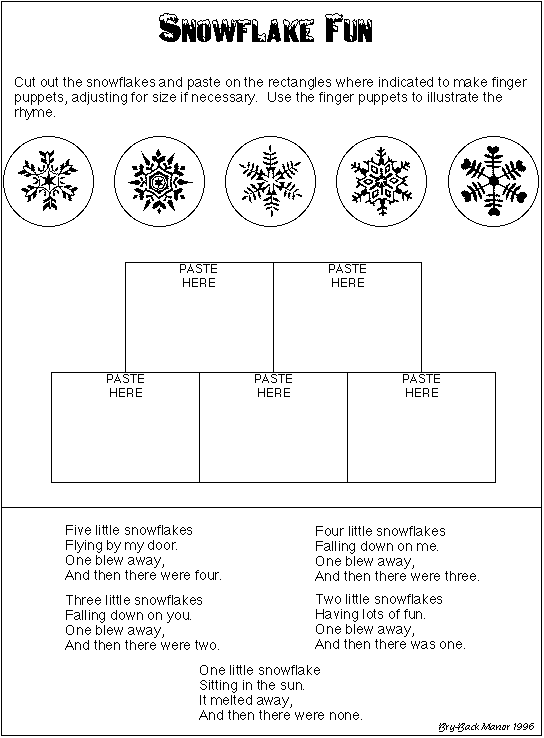 SNOWFLAKE FUN
Cut out the snowflakes and paste on the rectangles where indicated to make finger
puppets, adjusting for size if necessary.  Use the finger puppets to illustrate the
rhyme.
PASTE
HERE
PASTE
HERE
PASTE
HERE
PASTE
HERE
PASTE
HERE
Five little snowflakes
Flying by my door.
One blew away,
And then there were four.
Four little snowflakes
Falling down on me.
One blew away,
And then there were three.
Three little snowflakes
Falling down on you.
One blew away,
And then there were two.
Two little snowflakes
Having lots of fun.
One blew away,
And then there was one.
One little snowflake
Sitting in the sun.
It melted away,
And then there were none.
Bry-Back Manor 1996